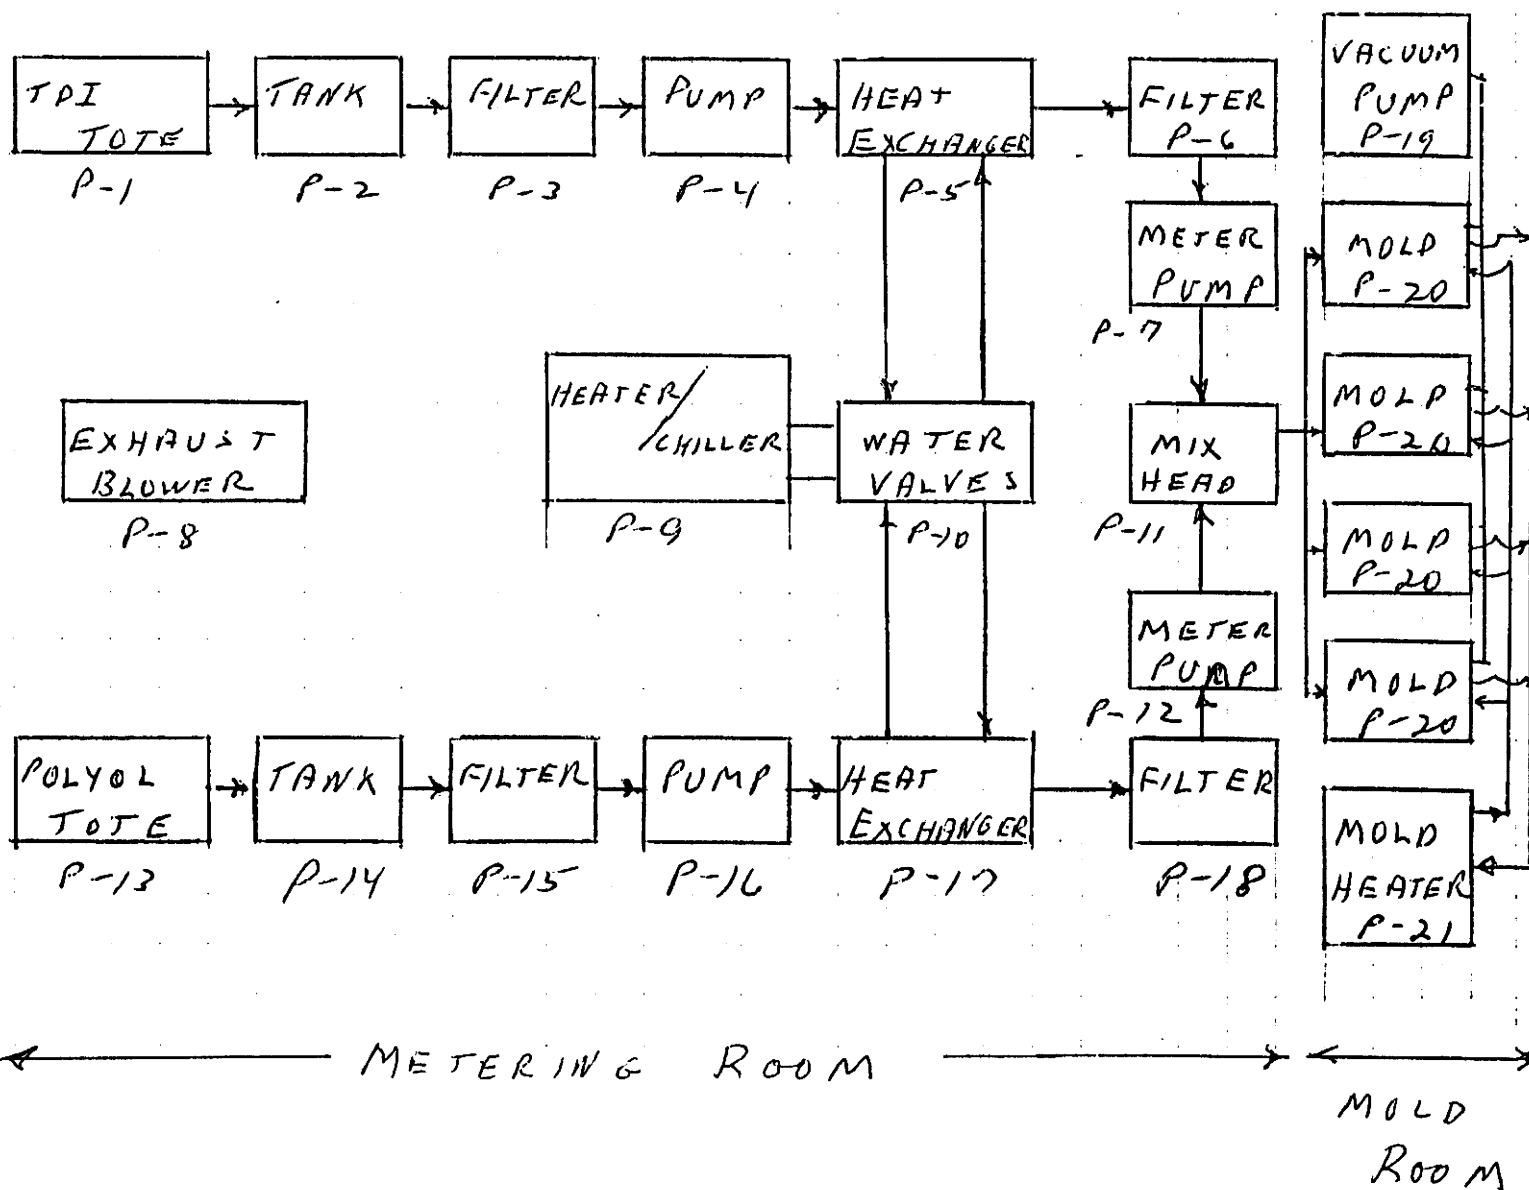 TDI
TOTE
P-1
TANK
P-2
FILTER
P-3
PUMP
P-4
HEAT
EXCHANGER
P-5
FILTER
P-6
VACUUM
PUMP
P-19
METER
PUMP
P-7
MOLD
P-20
EXHAUST
BLOWER
P-8
HEATER/
CHILLER
P-9
WATER
VALVES
P-10
MIX
HEAD
P-11
MOLD
P-20
MOLD
P-20
METER
PUMP
P-12
MOLD
P-20
POLYOL
TOTE
P-13
TANK
P-14
FILTER
P-15
PUMP
P-16
HEAT
EXCHANGER
P-17
FILTER
P-18
MOLD
HEATER
P-21
METERING ROOM
MOLD
ROOM